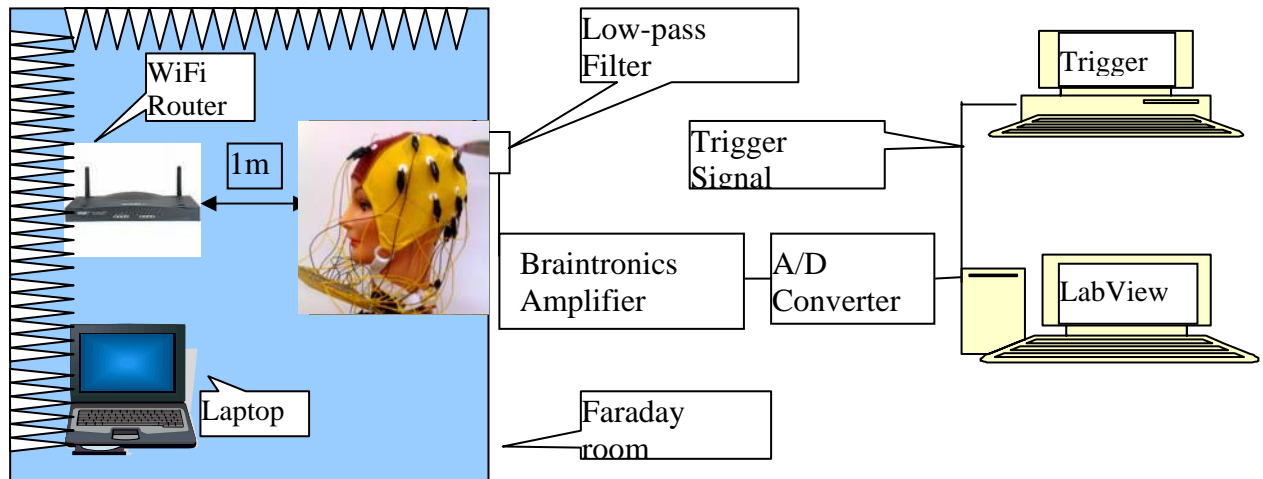 WiFi
Router
1m
Laptop
Low-pass
Filter
Trigger
Signal
Trigger
Braintronics
Amplifier
A/D
Converter
LabView
Faraday
room